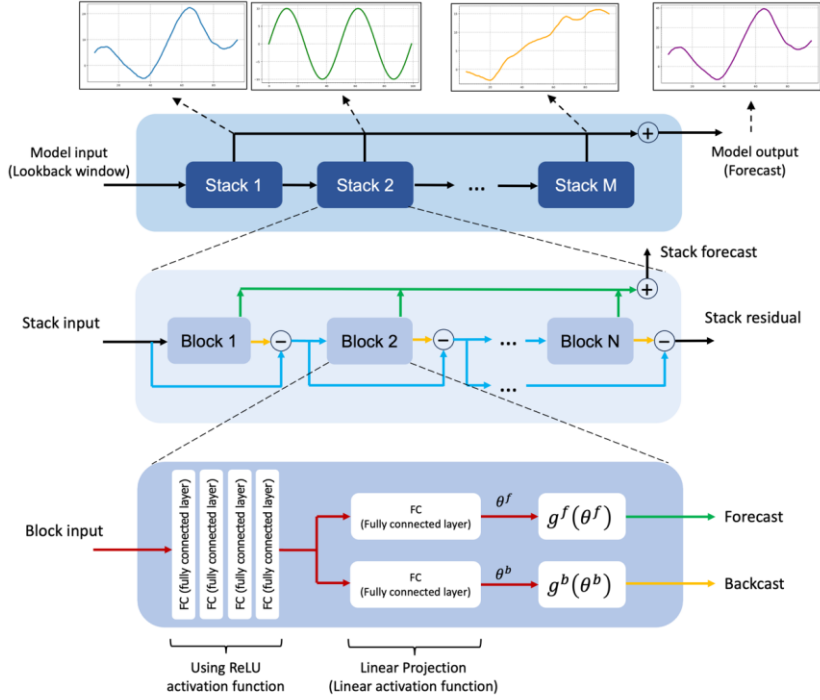 Model input
(Lookback window)
Stack 1
Stack 2
...
Stack M
+
Model output
(Forecast)
Stack forecast
+
Stack input
Block 1
−
Block 2
−
...
Block N
−
Stack residual
...
Block input
FC (fully connected layer)
FC (fully connected layer)
FC (fully connected layer)
FC (fully connected layer)
FC
(Fully connected layer)
θ^f
g^f(θ^f)
Forecast
FC
(Fully connected layer)
θ^b
g^b(θ^b)
Backcast
Using ReLU
activation function
Linear Projection
(Linear activation function)